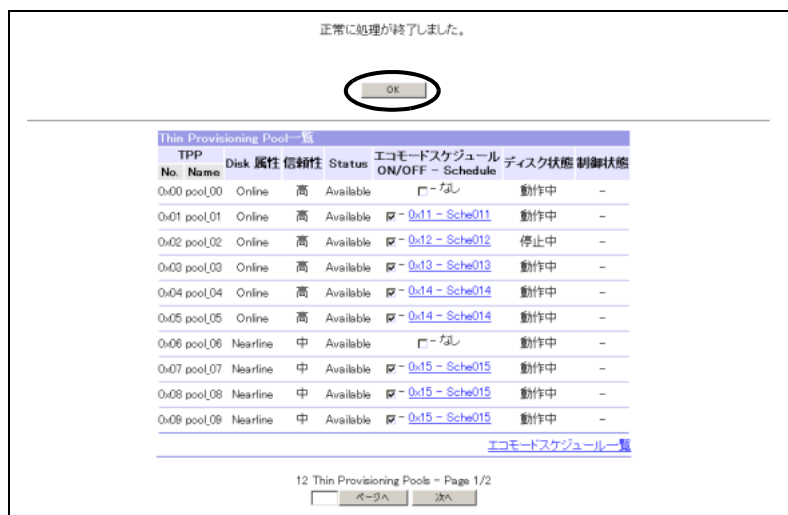 正常に処理が終了しました。
OK
Thin Provisioning Pool一覧
TPP Disk 属性 信頼性 Status エコモードスケジュール ディスク状態 制御状態
No. Name ON/OFF - Schedule
0x00 pool_00 Online 高 Available - なし 動作中 -
0x01 pool_01 Online 高 Available - 0x11 - Sche011 動作中 -
0x02 pool_02 Online 高 Available - 0x12 - Sche012 停止中 -
0x03 pool_03 Online 高 Available - 0x13 - Sche013 動作中 -
0x04 pool_04 Online 高 Available - 0x14 - Sche014 動作中 -
0x05 pool_05 Online 高 Available - 0x14 - Sche014 動作中 -
0x06 pool_06 Nearline 中 Available - なし 動作中 -
0x07 pool_07 Nearline 中 Available - 0x15 - Sche015 動作中 -
0x08 pool_08 Nearline 中 Available - 0x15 - Sche015 動作中 -
0x09 pool_09 Nearline 中 Available - 0x15 - Sche015 動作中 -
エコモードスケジュール一覧
12 Thin Provisioning Pools - Page 1/2
ページへ 次へ